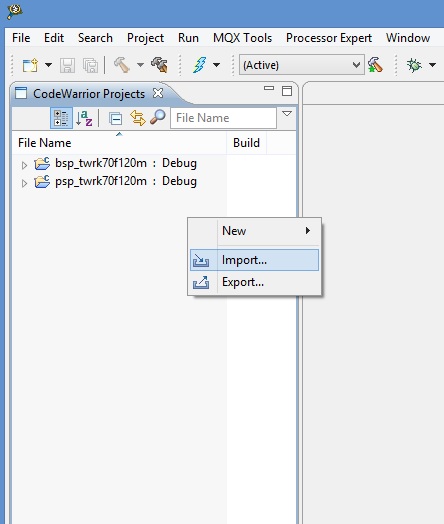 File Edit Search Project Run MQX Tools Processor Expert Window
(Active)
CodeWarrior Projects
File Name
File Name Build
bsp_twrk70f120m : Debug
psp_twrk70f120m : Debug
New
Import...
Export...